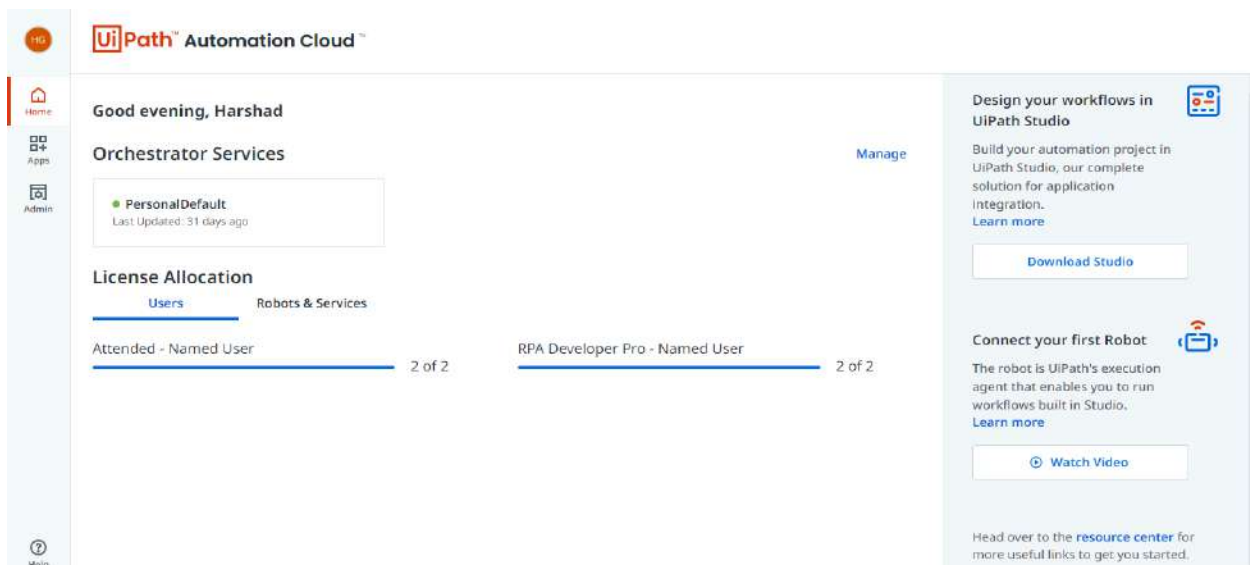 HG
UiPath™ Automation Cloud™
Home
Apps
Admin
Help
Good evening, Harshad
Orchestrator Services
Manage
PersonalDefault
Last Updated: 31 days ago
License Allocation
Users
Robots & Services
Attended - Named User
2 of 2
RPA Developer Pro - Named User
2 of 2
Design your workflows in
UiPath Studio
Build your automation project in
UiPath Studio, our complete
solution for application
integration.
Learn more
Download Studio
Connect your first Robot
The robot is UiPath's execution
agent that enables you to run
workflows built in Studio.
Learn more
Watch Video
Head over to the resource center for
more useful links to get you started.